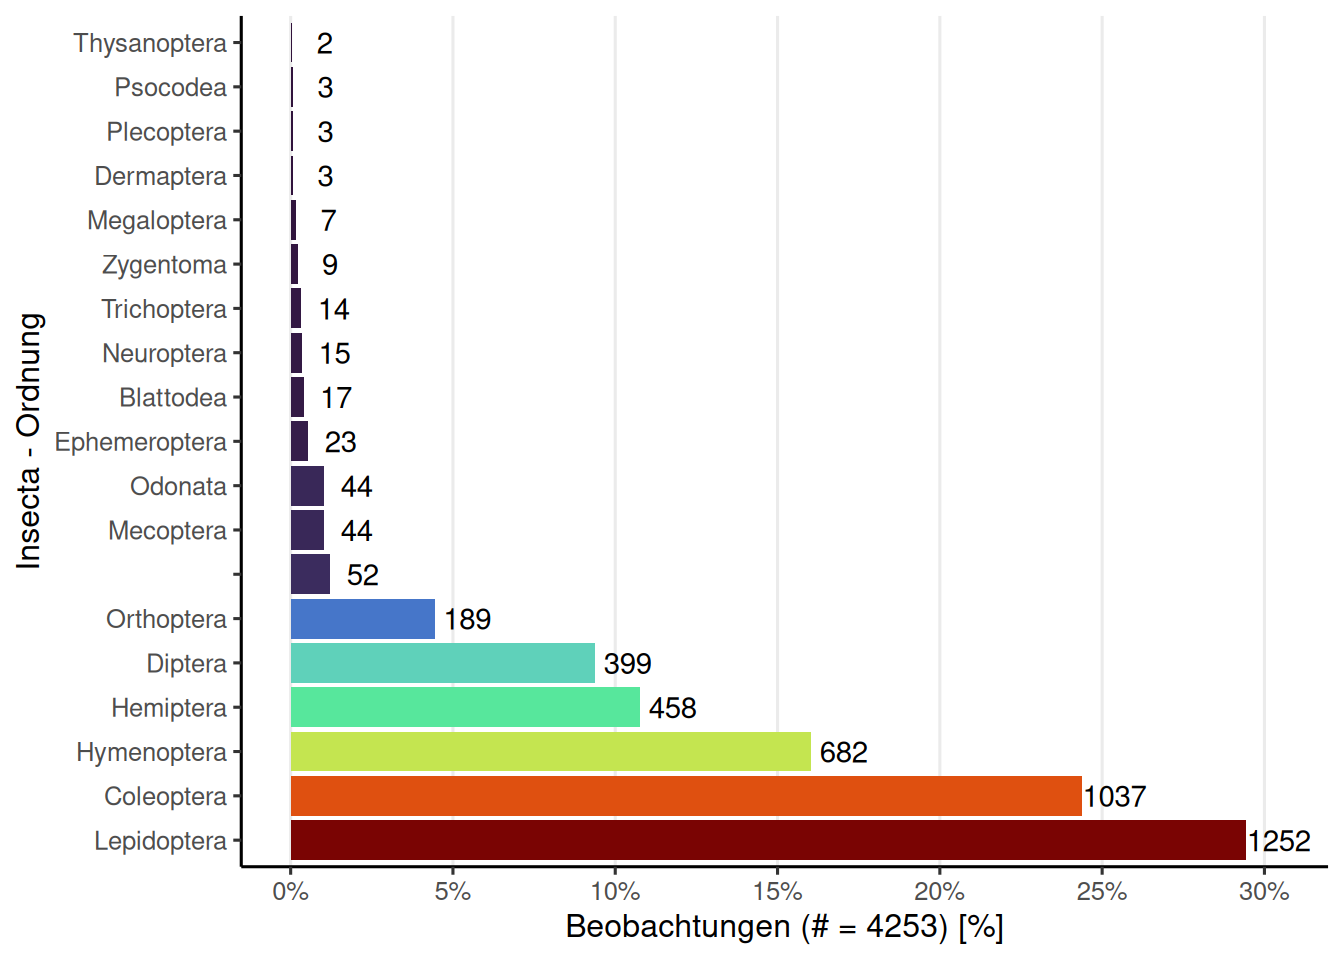 Thysanoptera 2
Psocodea 3
Plecoptera 3
Dermaptera 3
Megaloptera 7
Zygentoma 9
Trichoptera 14
Neuroptera 15
Blattodea 17
Ephemeroptera 23
Odonata 44
Mecoptera 44
52
Orthoptera 189
Diptera 399
Hemiptera 458
Hymenoptera 682
Coleoptera 1037
Lepidoptera 1252
Insecta - Ordnung
0% 5% 10% 15% 20% 25% 30%
Beobachtungen (# = 4253) [%]